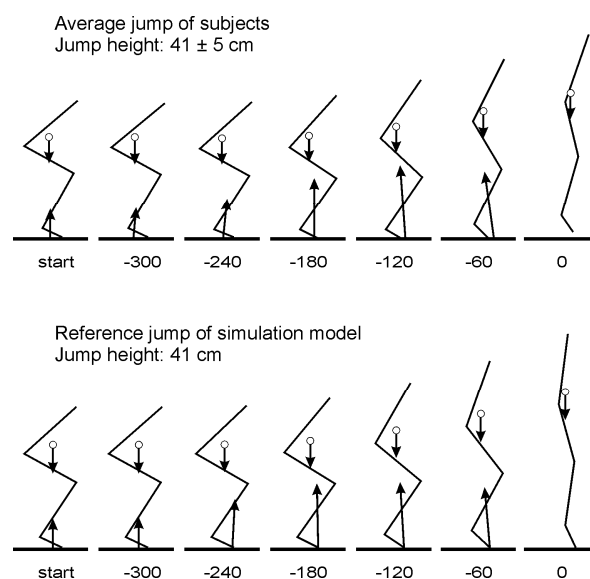 Average jump of subjects
Jump height: 41 ± 5 cm
start -300 -240 -180 -120 -60 0
Reference jump of simulation model
Jump height: 41 cm
start -300 -240 -180 -120 -60 0